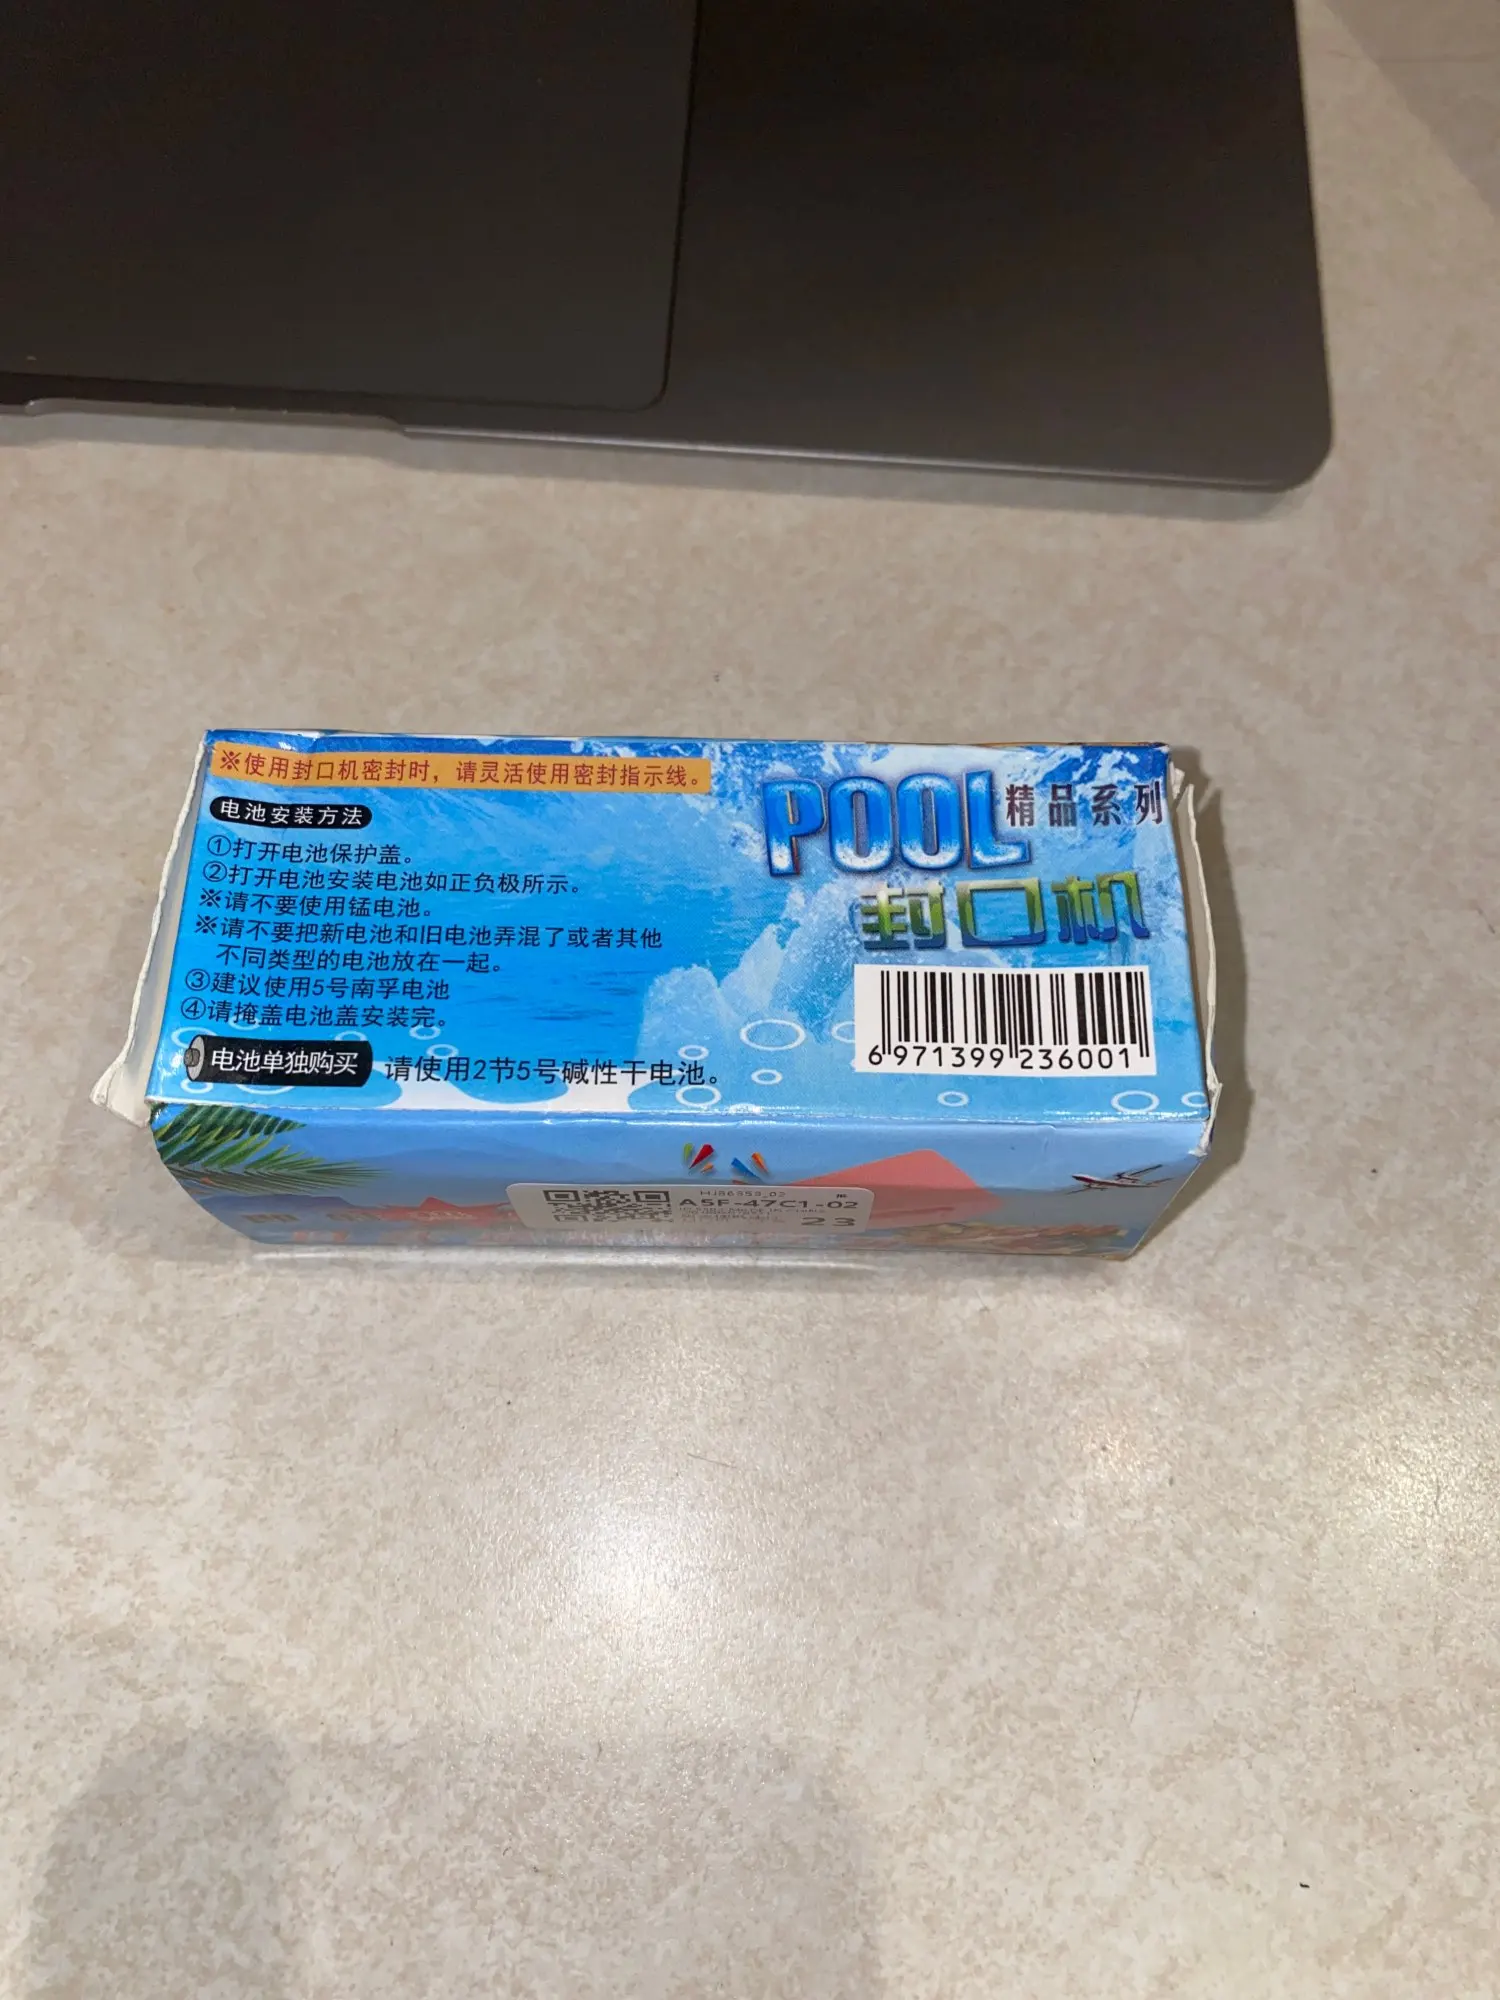 ※使用封口机密封时，请灵活使用密封指示线。
电池安装方法
①打开电池保护盖。
②打开电池安装电池如正负极所示。
※请不要使用锰电池。
※请不要把新电池和旧电池弄混了或者其他
不同类型的电池放在一起。
③建议使用5号南孚电池
④请掩盖电池盖安装完。
电池单独购买
请使用2节5号碱性干电池。
POOL 精品系列
封口机
6 971399 236001
A5F-47C1-02
23